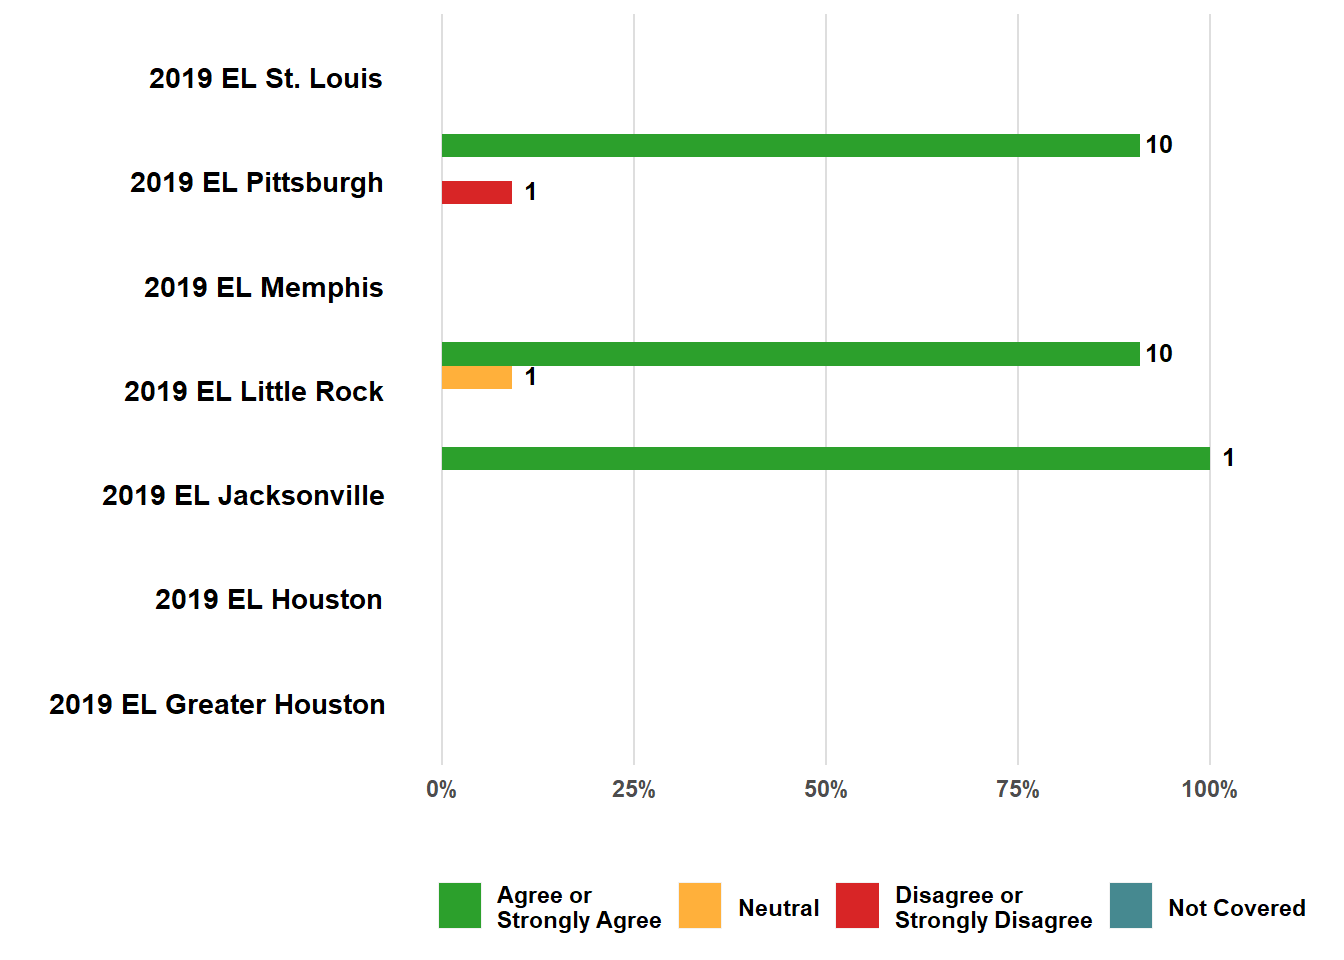 2019 EL St. Louis
10
2019 EL Pittsburgh
1
2019 EL Memphis
10
1
2019 EL Little Rock
1
2019 EL Jacksonville
2019 EL Houston
2019 EL Greater Houston
0% 25% 50% 75% 100%
Agree or
Strongly Agree
Neutral
Disagree or
Strongly Disagree
Not Covered